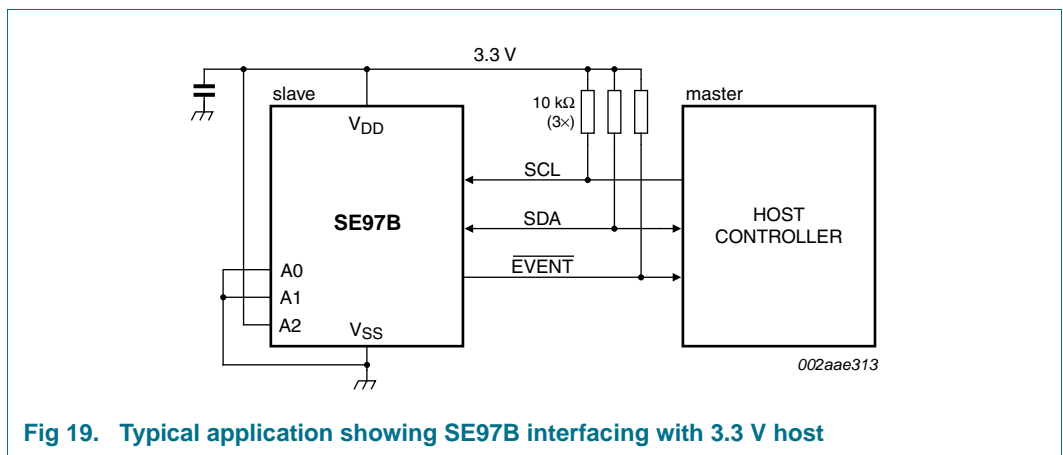 3.3 V
slave
10 kΩ
(3×)
master
VDD
SCL
SE97B
SDA
HOST
CONTROLLER
EVENT
A0
A1
A2
VSS
002aae313
Fig 19. Typical application showing SE97B interfacing with 3.3 V host